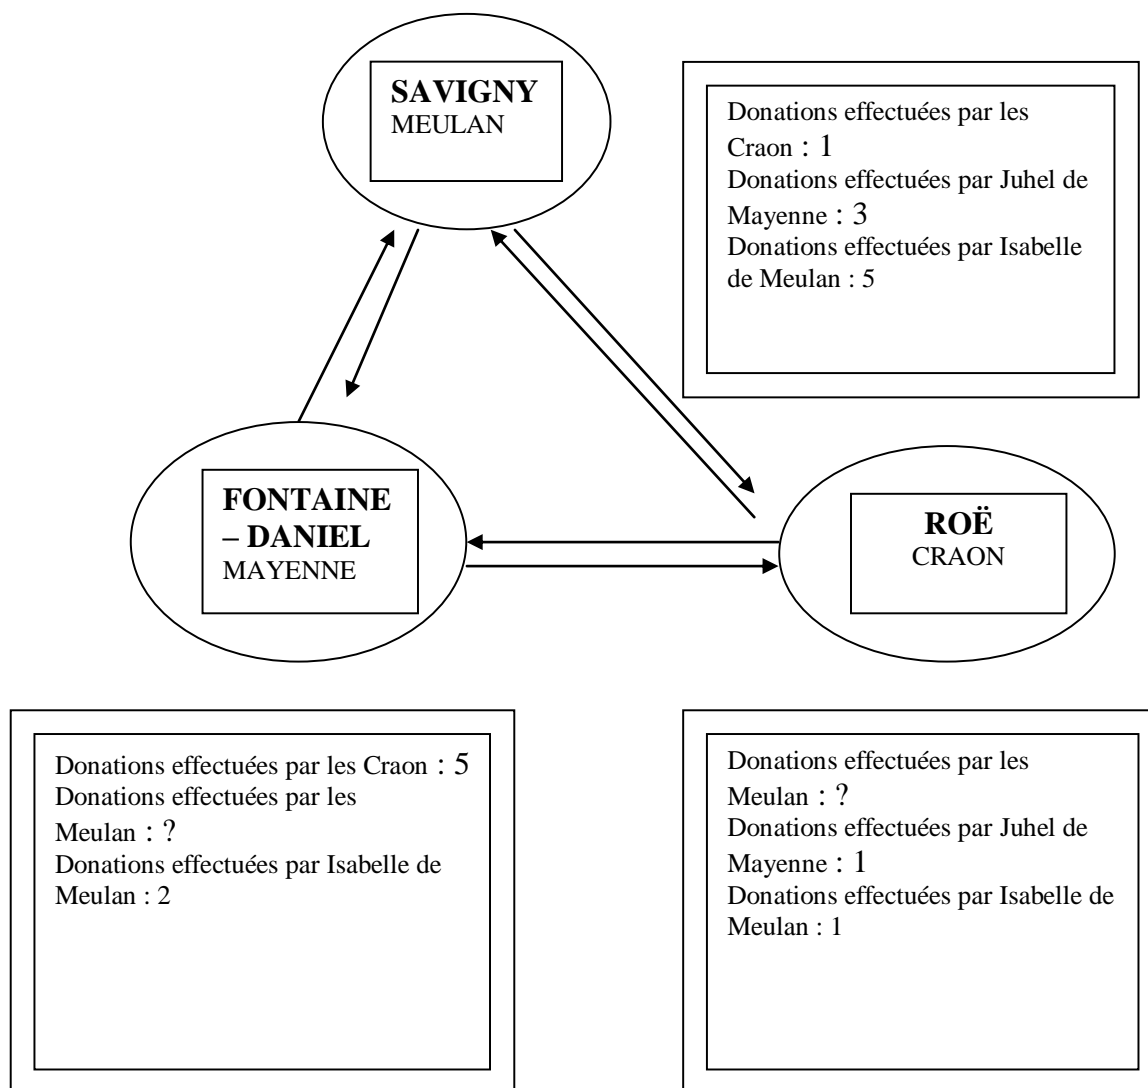 SAVIGNY
MEULAN
Donations effectuées par les
Craon : 1
Donations effectuées par Juhel de
Mayenne : 3
Donations effectuées par Isabelle
de Meulan : 5
FONTAINE
– DANIEL
MAYENNE
ROË
CRAON
Donations effectuées par les Craon : 5
Donations effectuées par les
Meulan : ?
Donations effectuées par Isabelle de
Meulan : 2
Donations effectuées par les
Meulan : ?
Donations effectuées par Juhel de
Mayenne : 1
Donations effectuées par Isabelle de
Meulan : 1